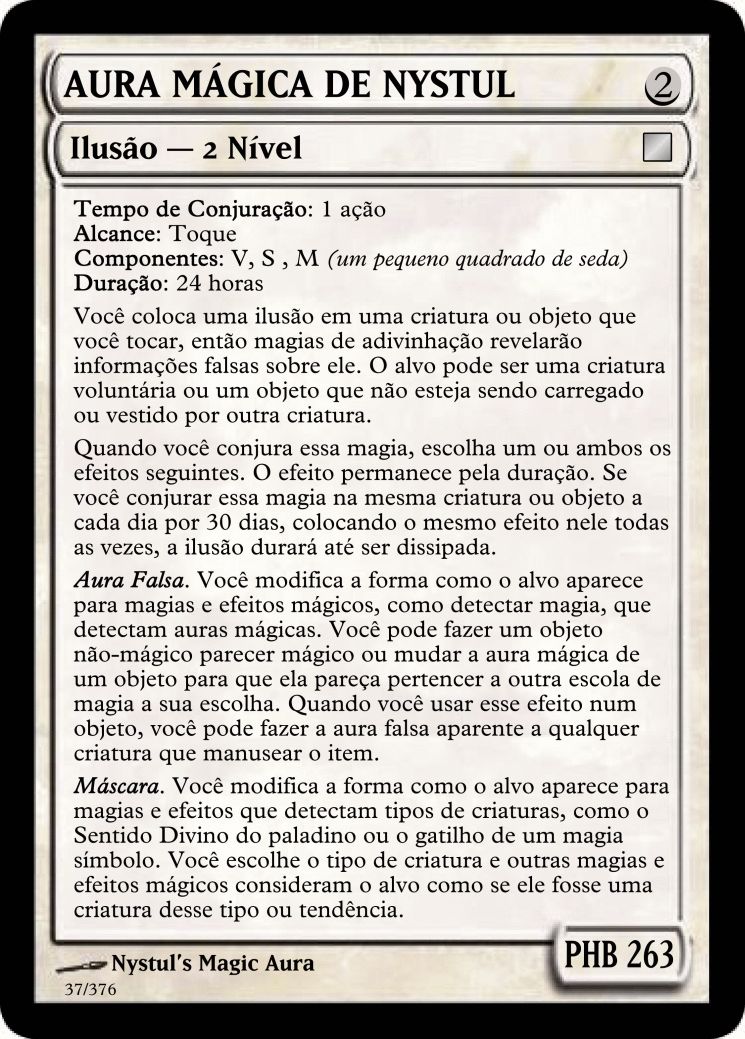 AURA MÁGICA DE NYSTUL
2
Ilusão — 2 Nível
Tempo de Conjuração: 1 ação
Alcance: Toque
Componentes: V, S , M (um pequeno quadrado de seda)
Duração: 24 horas
Você coloca uma ilusão em uma criatura ou objeto que
você tocar, então magias de adivinhação revelarão
informações falsas sobre ele. O alvo pode ser uma criatura
voluntária ou um objeto que não esteja sendo carregado
ou vestido por outra criatura.
Quando você conjura essa magia, escolha um ou ambos os
efeitos seguintes. O efeito permanece pela duração. Se
você conjurar essa magia na mesma criatura ou objeto a
cada dia por 30 dias, colocando o mesmo efeito nele todas
as vezes, a ilusão durará até ser dissipada.
Aura Falsa. Você modifica a forma como o alvo aparece
para magias e efeitos mágicos, como detectar magia, que
detectam auras mágicas. Você pode fazer um objeto
não-mágico parecer mágico ou mudar a aura mágica de
um objeto para que ela pareça pertencer a outra escola de
magia a sua escolha. Quando você usar esse efeito num
objeto, você pode fazer a aura falsa aparente a qualquer
criatura que manusear o item.
Máscara. Você modifica a forma como o alvo aparece para
magias e efeitos que detectam tipos de criaturas, como o
Sentido Divino do paladino ou o gatilho de um magia
símbolo. Você escolhe o tipo de criatura e outras magias e
efeitos mágicos consideram o alvo como se ele fosse uma
criatura desse tipo ou tendência.
PHB 263
Nystul's Magic Aura
37/376